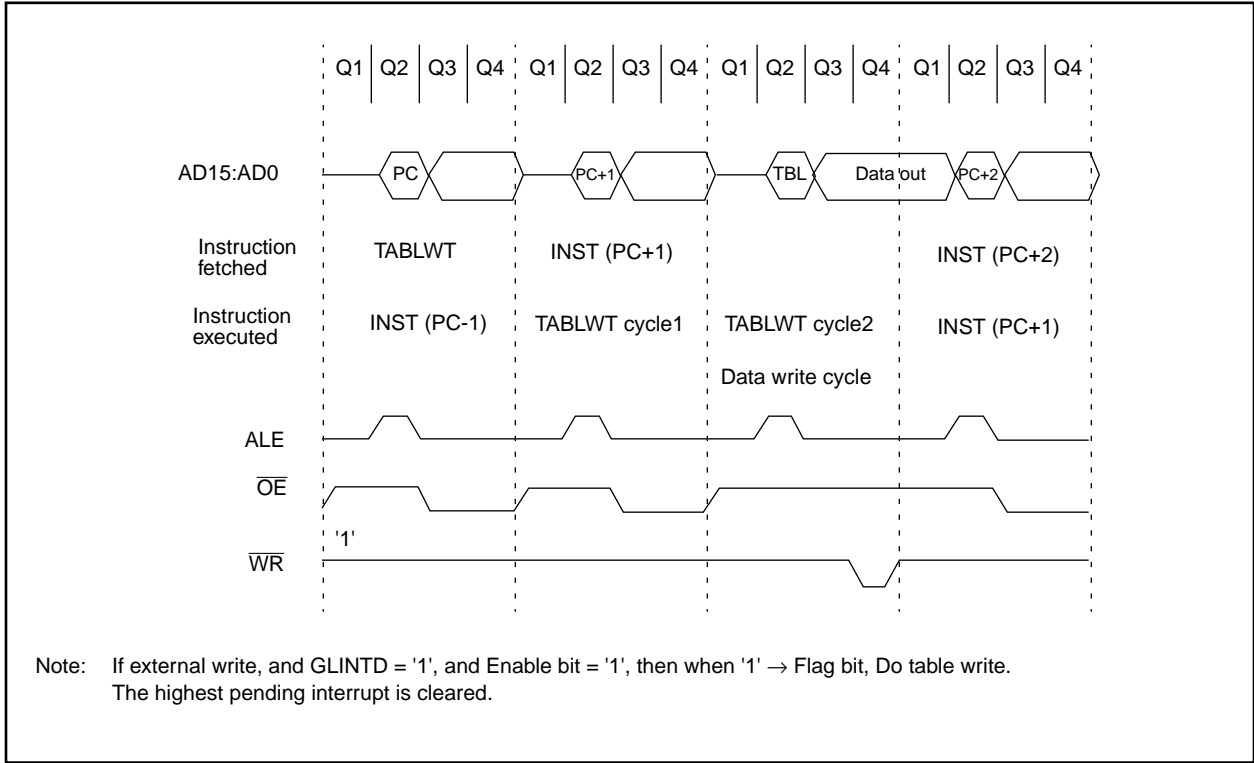 Q1 Q2 Q3 Q4 Q1 Q2 Q3 Q4 Q1 Q2 Q3 Q4 Q1 Q2 Q3 Q4
AD15:AD0 PC PC+1 TBL Data out PC+2
Instruction
fetched
TABLWT INST (PC+1) INST (PC+2)
Instruction
executed
INST (PC-1) TABLWT cycle1 TABLWT cycle2 INST (PC+1)
Data write cycle
ALE
OE
'1'
WR
Note: If external write, and GLINTD = '1', and Enable bit = '1', then when '1' → Flag bit, Do table write.
The highest pending interrupt is cleared.